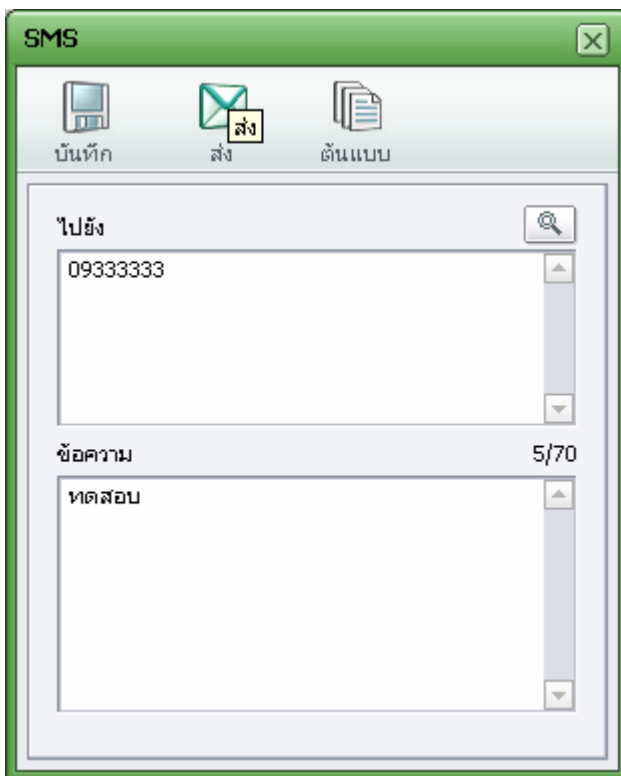 SMS
ส่ง
บันทึก ส่ง ต้นแบบ
ไปยัง
09333333
ข้อความ 5/70
ทดสอบ